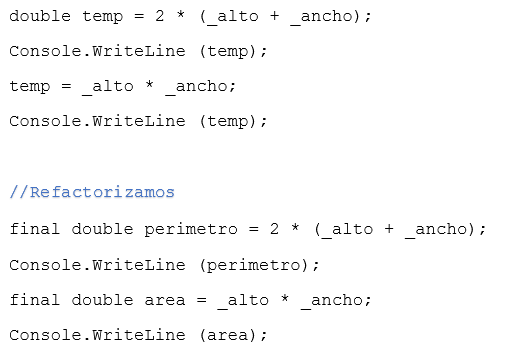 double temp = 2 * (_alto + _ancho);
Console.WriteLine (temp);
temp = _alto * _ancho;
Console.WriteLine (temp);
//Refactorizamos
final double perimetro = 2 * (_alto + _ancho);
Console.WriteLine (perimetro);
final double area = _alto * _ancho;
Console.WriteLine (area);